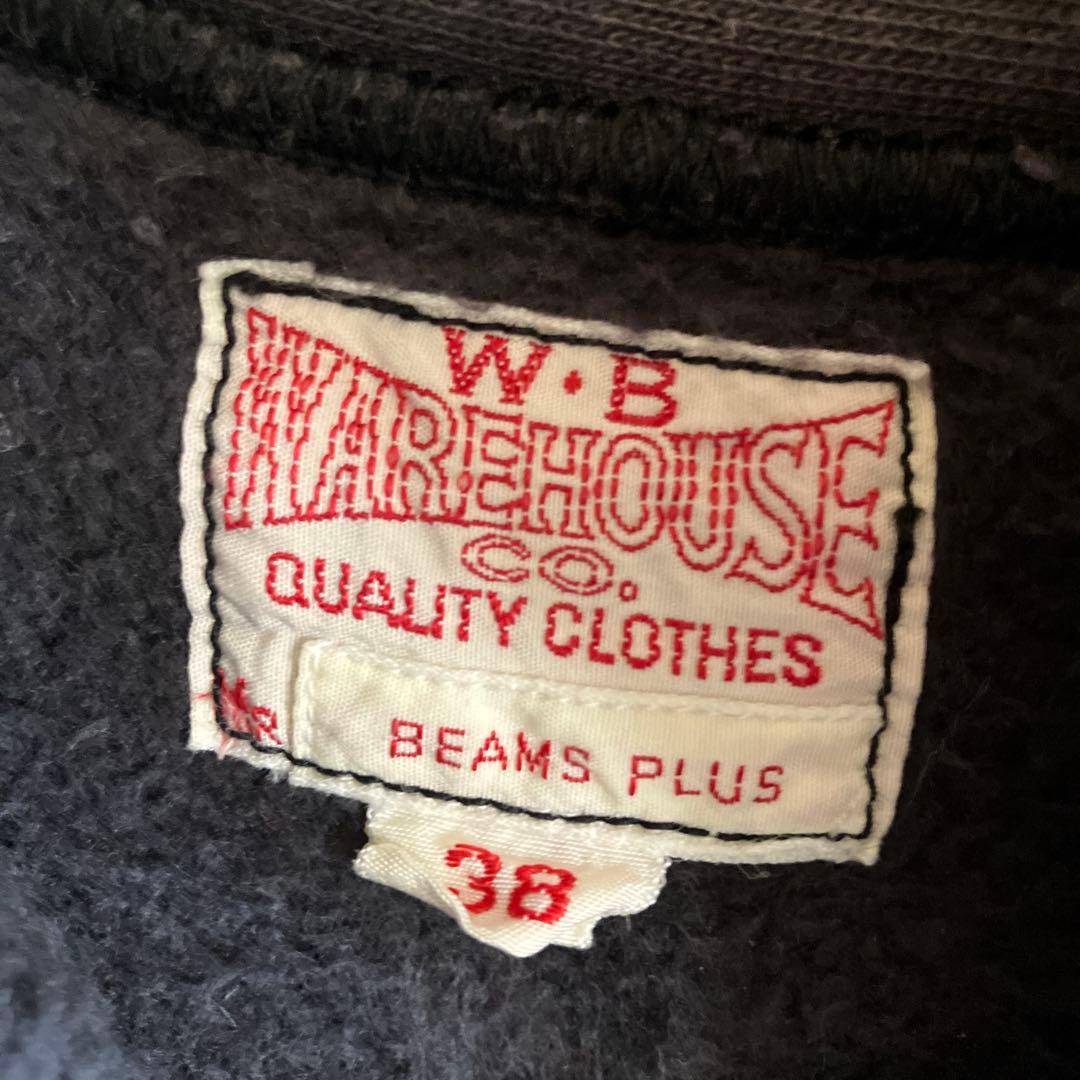 W·B
WAREHOUSE
CO.
QUALITY CLOTHES
BEAMS PLUS
38